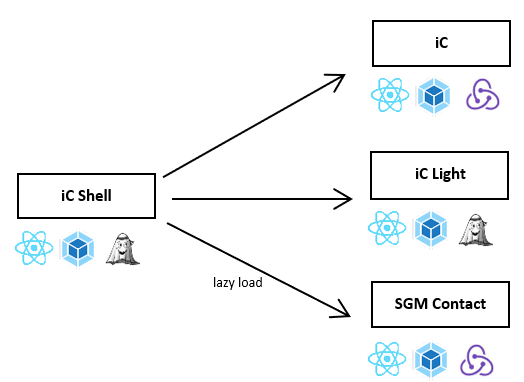 iC
iC Shell
iC Light
lazy load
SGM Contact